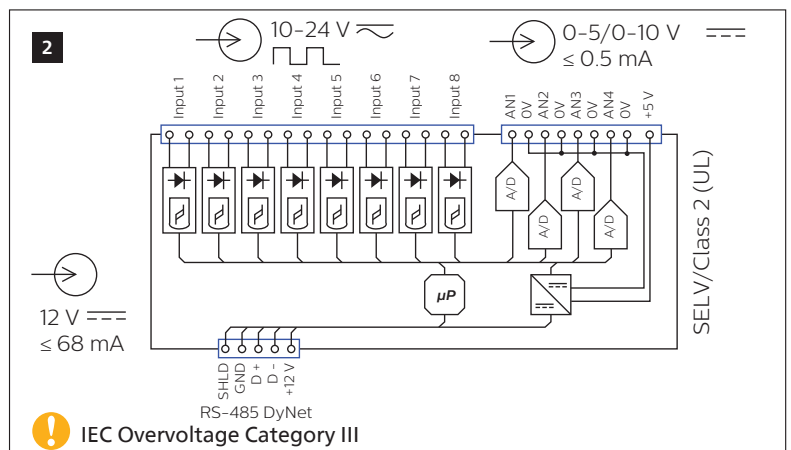 2
10-24 V
0-5/0-10 V
≤ 0.5 mA
Input 1
Input 2
Input 3
Input 4
Input 5
Input 6
Input 7
Input 8
AN1
0V
AN2
0V
AN3
0V
AN4
0V
+5 V
A/D
A/D
A/D
A/D
SELV/Class 2 (UL)
12 V
≤ 68 mA
µP
SHLD
GND
D +
D -
+12 V
RS-485 DyNet
! IEC Overvoltage Category III